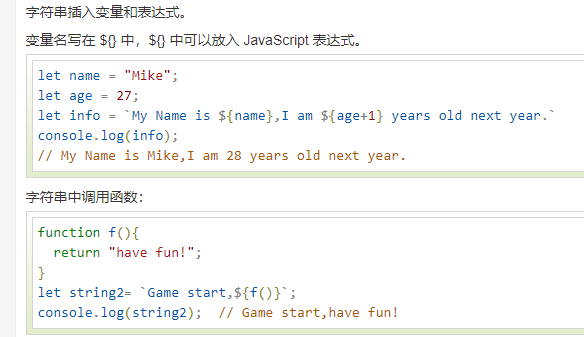 字符串插入变量和表达式。
变量名写在 ${} 中，${} 中可以放入 JavaScript 表达式。
let name = "Mike";
let age = 27;
let info = `My Name is ${name},I am ${age+1} years old next year.`
console.log(info);
// My Name is Mike,I am 28 years old next year.
字符串中调用函数：
function f(){
  return "have fun!";
}
let string2= `Game start,${f()}`;
console.log(string2);  // Game start,have fun!